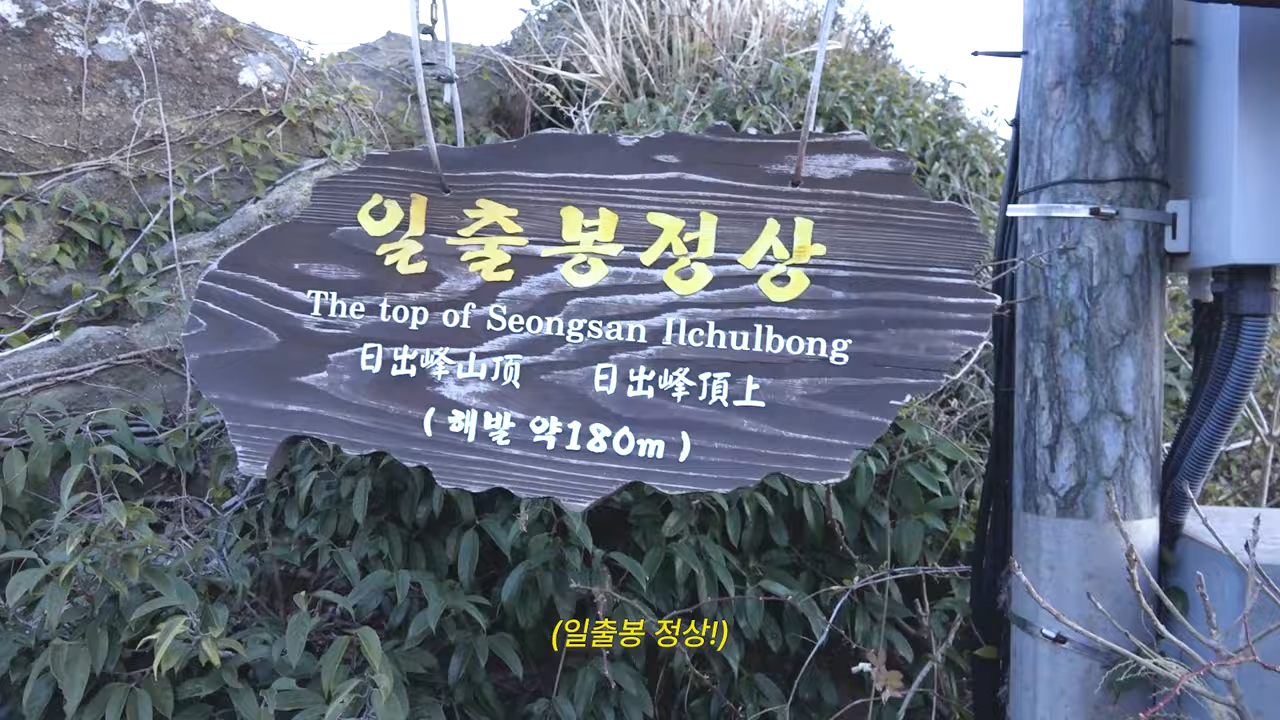 일출봉정상
The top of Seongsan Ilchulbong
日出峰山顶 日出峰頂上
( 해발 약180m )
(일출봉 정상!)